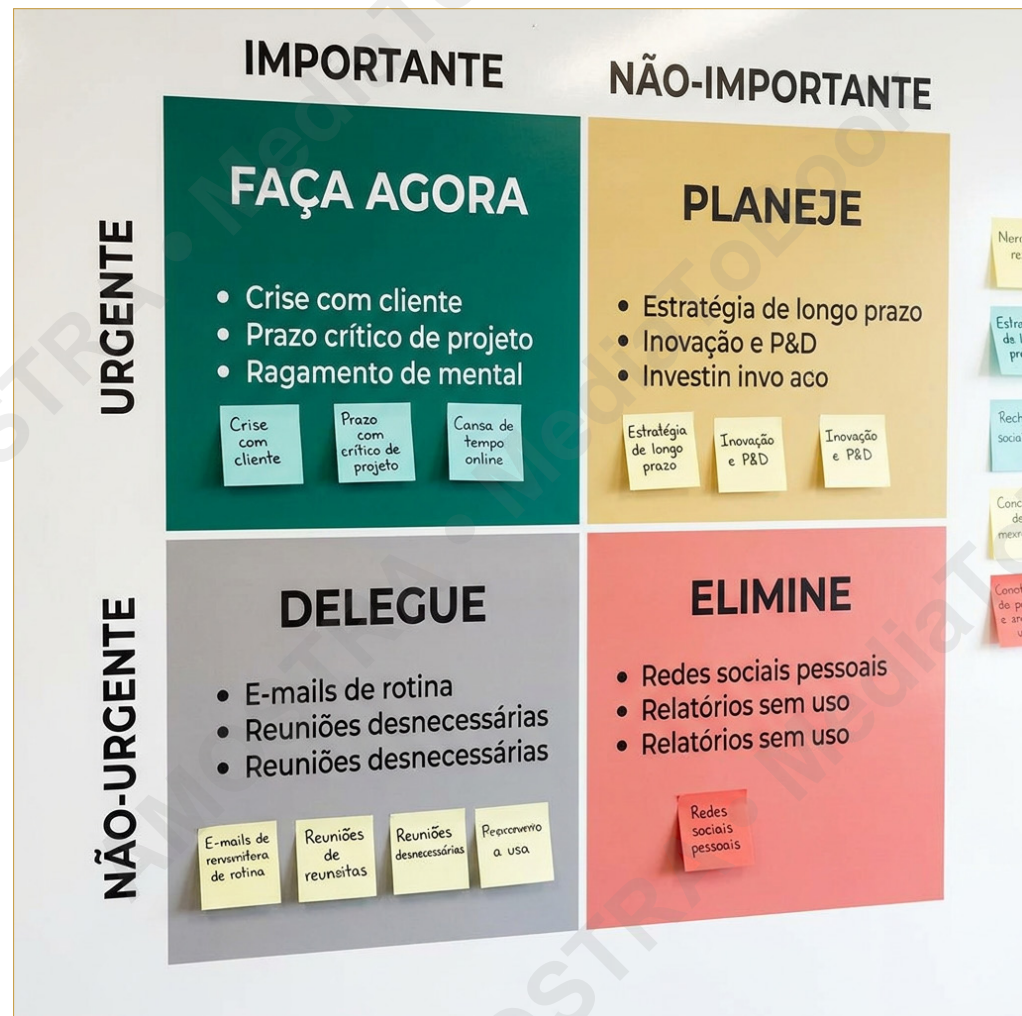 IMPORTANTE
NÃO-IMPORTANTE
URGENTE
FAÇA AGORA
• Crise com cliente
• Prazo crítico de projeto
• Ragamento de mental
Crise
com
cliente
Prazo
com
crítico de
projeto
Cansa de
tempo
online
PLANEJE
• Estratégia de longo prazo
• Inovação e P&D
• Investin invo aco
Estratégia
de longo
prazo
Inovação
e P&D
Inovação
e P&D
NÃO-URGENTE
DELEGUE
• E-mails de rotina
• Reuniões desnecessárias
• Reuniões desnecessárias
E-mails de
de rotina
Reuniões
de
reunsitas
Reuniões
desnecessárias
a usa
ELIMINE
• Redes sociais pessoais
• Relatórios sem uso
• Relatórios sem uso
Redes
sociais
pessoais